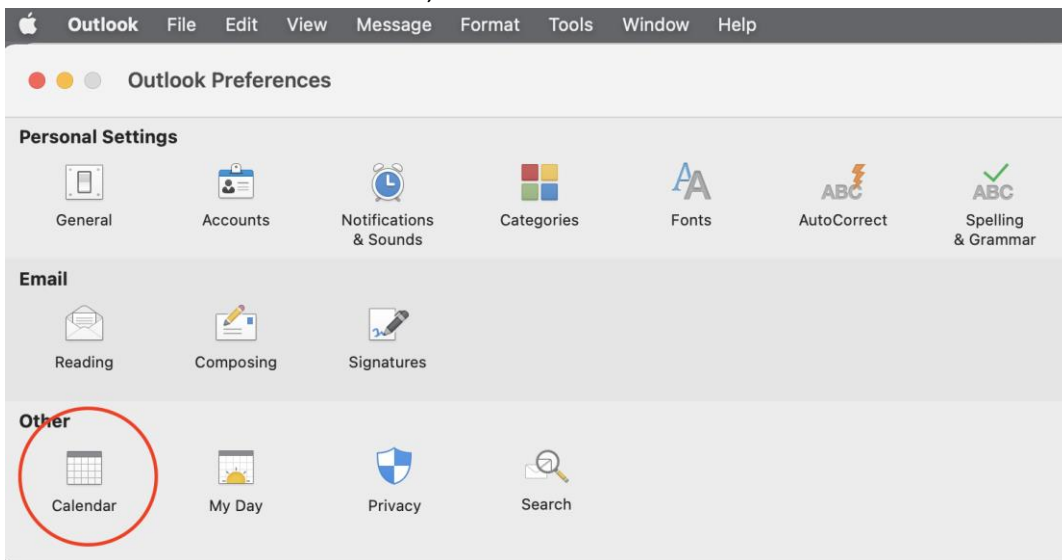 Outlook File Edit View Message Format Tools Window Help
Outlook Preferences
Personal Settings
General Accounts Notifications Categories Fonts AutoCorrect Spelling
& Sounds & Grammar
Email
Reading Composing Signatures
Other
Calendar My Day Privacy Search